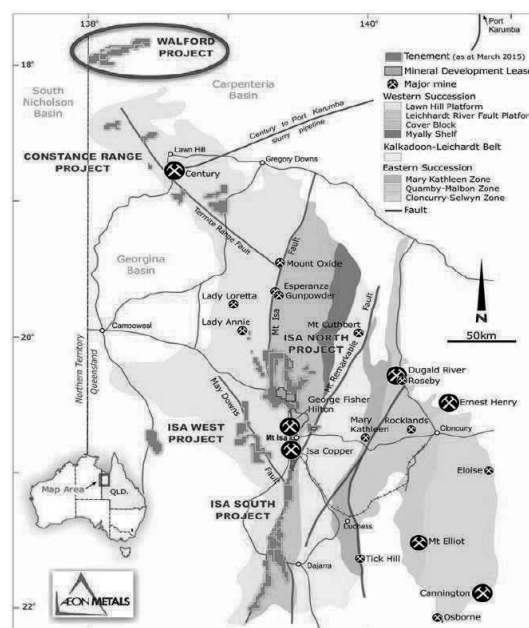 138°
140°
Port
Karumba
18°
WALFORD
PROJECT
Tenement (as at March 2015)
Mineral Development Lease
Major mine
Western Succession
Lawn Hill Platform
Leichhardt River Fault Platform
Cover Block
Myally Shelf
Kalkadoon-Leichardt Belt
Eastern Succession
Mary Kathleen Zone
Quamby-Malbon Zone
Cloncurry-Selwyn Zone
Fault
South
Nicholson
Basin
Carpenteria
Basin
Century to Port Karumba
slurry pipeline
Lawn Hill
CONSTANCE RANGE
PROJECT
Century
Gregory Downs
Termite Range Fault
Fault
Georgina
Basin
Mount Oxide
Esperanza
Gunpowder
Lady Loretta
Mt Isa
Fault
N
Lady Annie
Mt Cuthbert
20°
Camooweal
ISA NORTH
PROJECT
50km
Mt Remarkable
Northern Territory
Queensland
May Downs
Dugald River
Roseby
George Fisher
Hilton
Ernest Henry
ISA WEST
PROJECT
Mary
Kathleen
Rocklands
Mt Isa
Cloncurry
Isa Copper
Map Area
QLD.
Fault
Eloise
ISA SOUTH
PROJECT
Duchess
Mt Elliot
Tick Hill
Dajarra
AEON METALS
Cannington
22°
Osborne